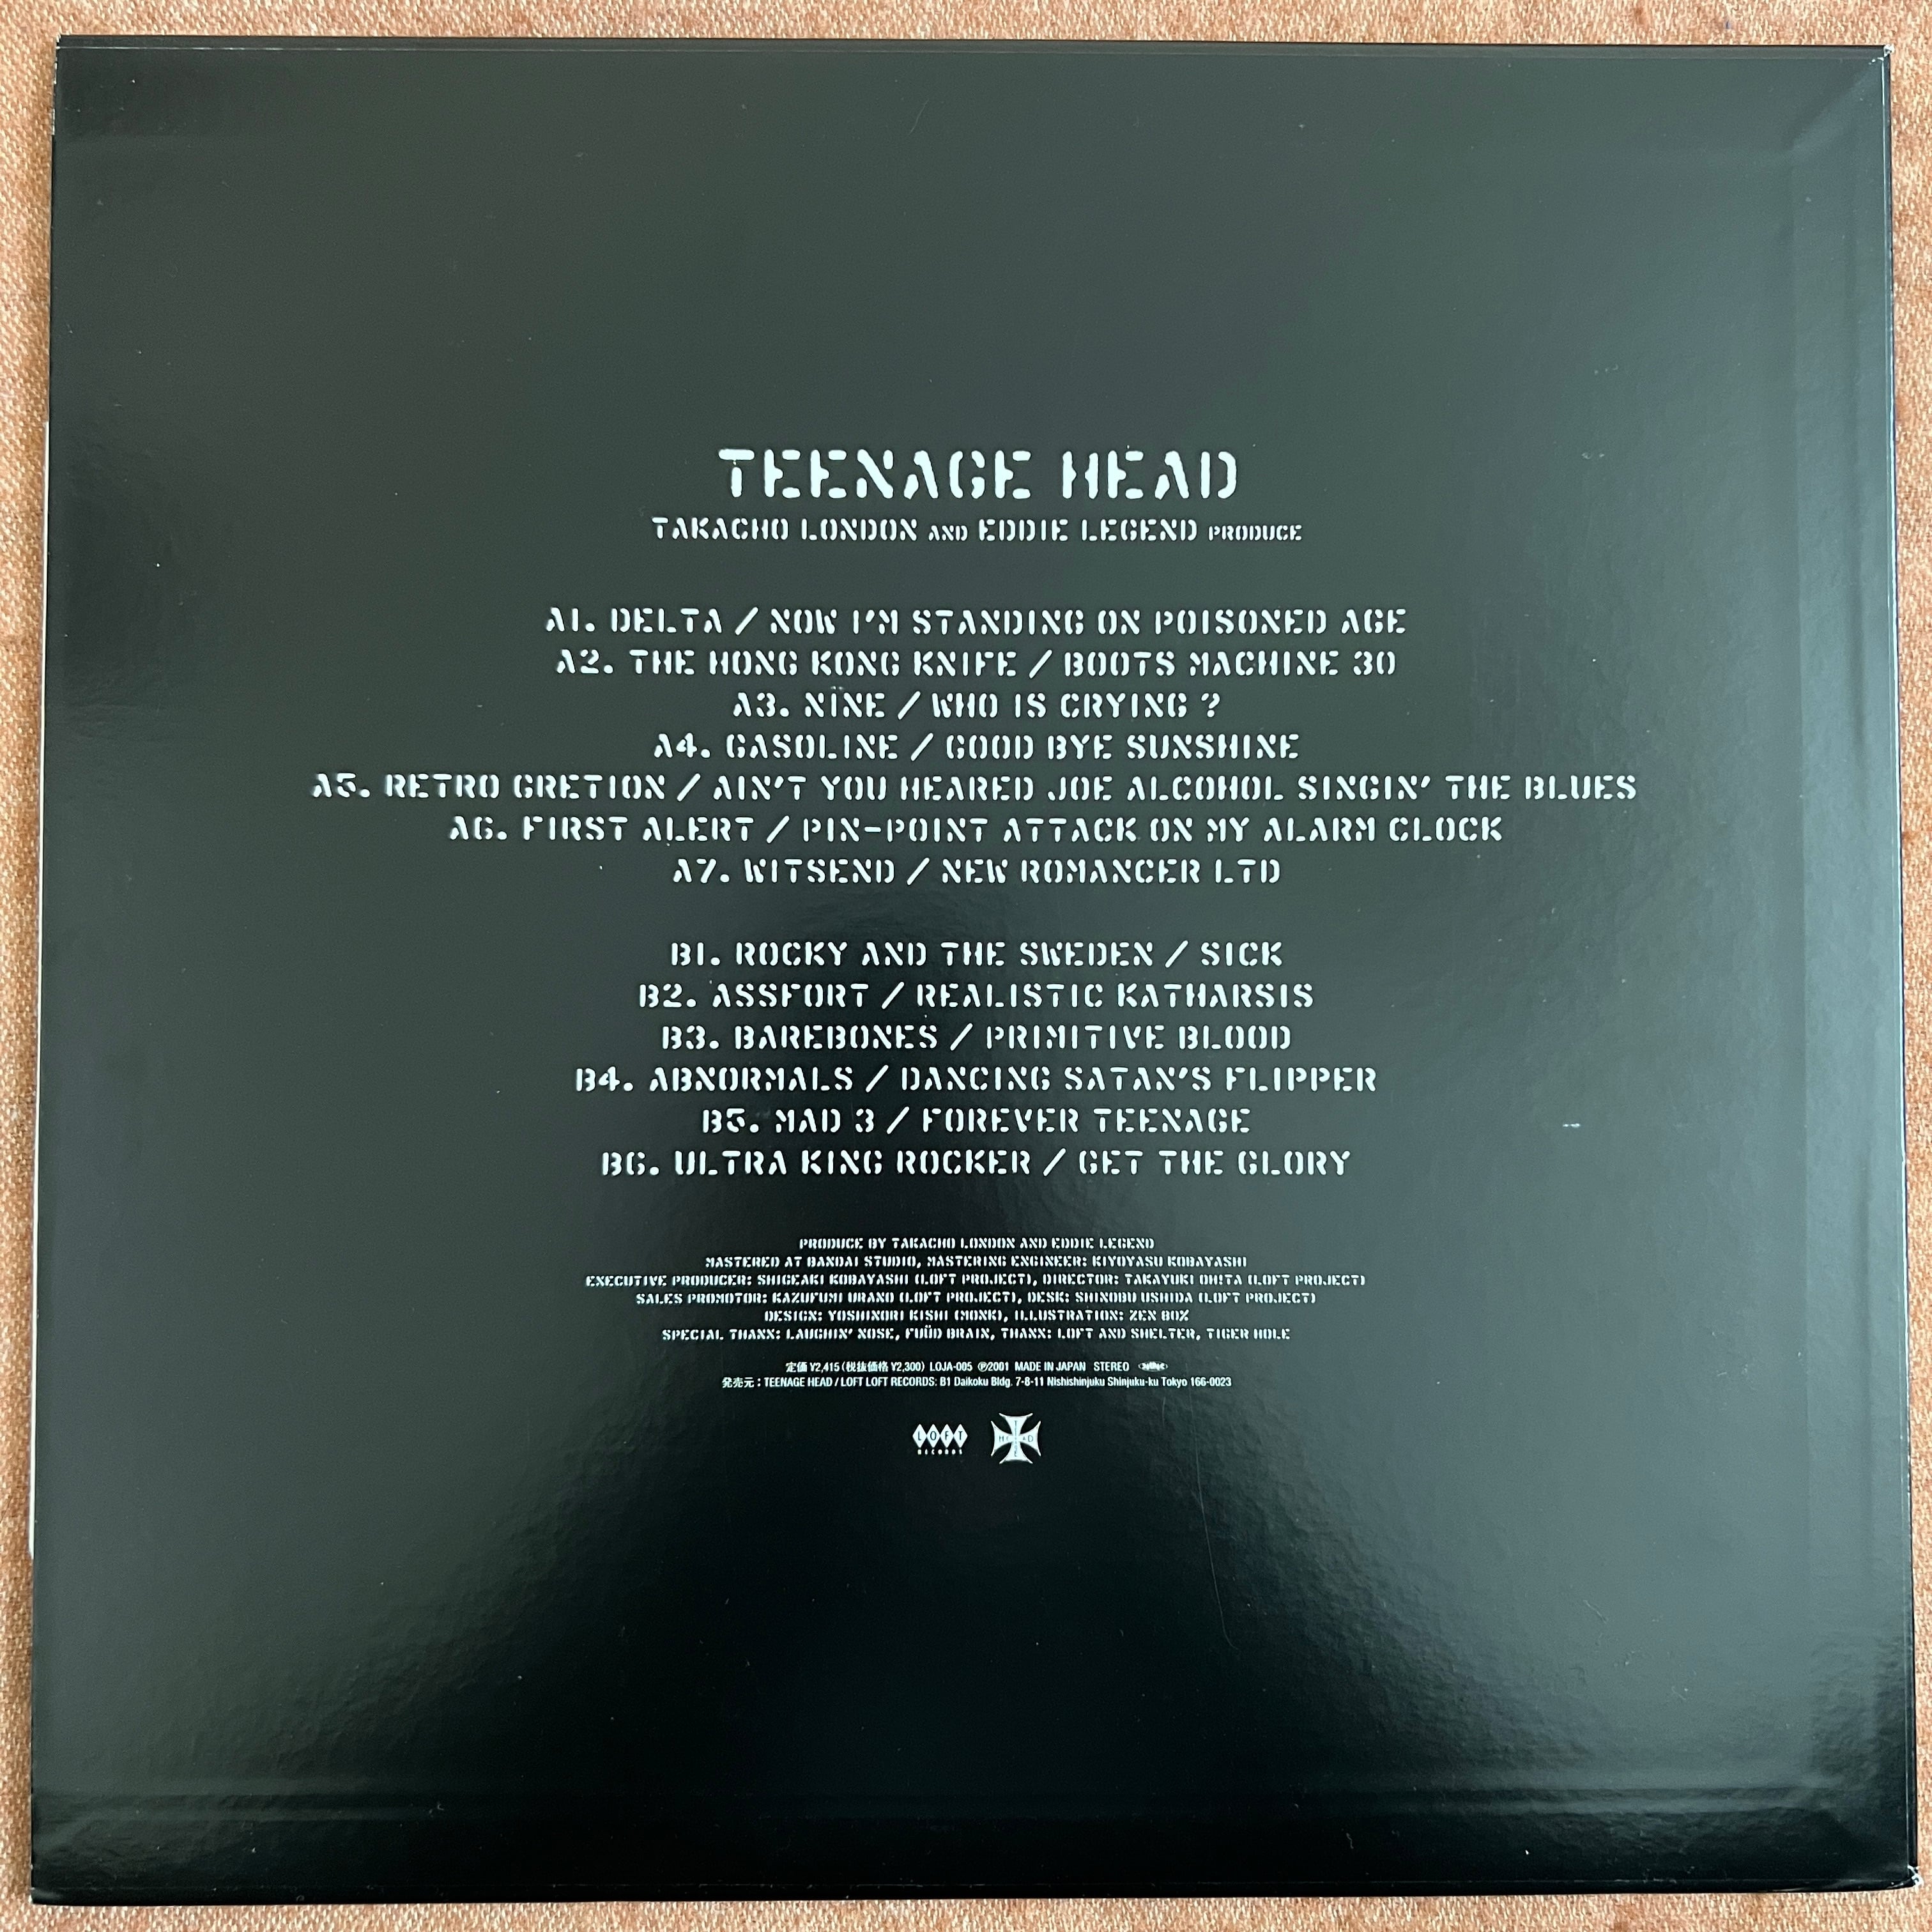 TEENAGE HEAD
TAKACHO LONDON AND EDDIE LEGEND PRODUCE
A1. DELTA / NOW I'M STANDING ON POISONED AGE
A2. THE HONG KONG KNIFE / BOOTS MACHINE 30
A3. NINE / WHO IS CRYING ?
A4. GASOLINE / GOOD BYE SUNSHINE
A5. RETRO GRETION / AIN'T YOU HEARED JOE ALCOHOL SINGIN' THE BLUES
A6. FIRST ALERT / PIN-POINT ATTACK ON MY ALARM CLOCK
A7. WITSEND / NEW ROMANCER LTD
B1. ROCKY AND THE SWEDEN / SICK
B2. ASSFORT / REALISTIC KATHARSIS
B3. BAREBONES / PRIMITIVE BLOOD
B4. ABNORMALS / DANCING SATAN'S FLIPPER
B5. MAD 3 / FOREVER TEENAGE
B6. ULTRA KING ROCKER / GET THE GLORY
PRODUCE BY TAKACHO LONDON AND EDDIE LEGEND
MASTERED AT BANDAI STUDIO, MASTERING ENGINEER: KIYOYASU KOBAYASHI
EXECUTIVE PRODUCER: SHIGEAKI KOBAYASHI (LOFT PROJECT), DIRECTOR: TAKAYUKI OHITA (LOFT PROJECT)
SALES PROMOTOR: KAZUFUMI URANO (LOFT PROJECT), DESK: SHINOBU USHIDA (LOFT PROJECT)
DESIGN: YOSHINORI KISHI (MONK), ILLUSTRATION: ZEN BOX
SPECIAL THANX: LAUGHIN' NOSE, FUÜD BRAIN, THANX: LOFT AND SHELTER, TIGER HOLE
定価 ¥2,415 (税抜価格 ¥2,300) LOJA-005 ℗2001 MADE IN JAPAN STEREO
発売元：TEENAGE HEAD / LOFT LOFT RECORDS: B1 Daikoku Bldg. 7-8-11 Nishishinjuku Shinjuku-ku Tokyo 166-0023
LOFT
RECORDS